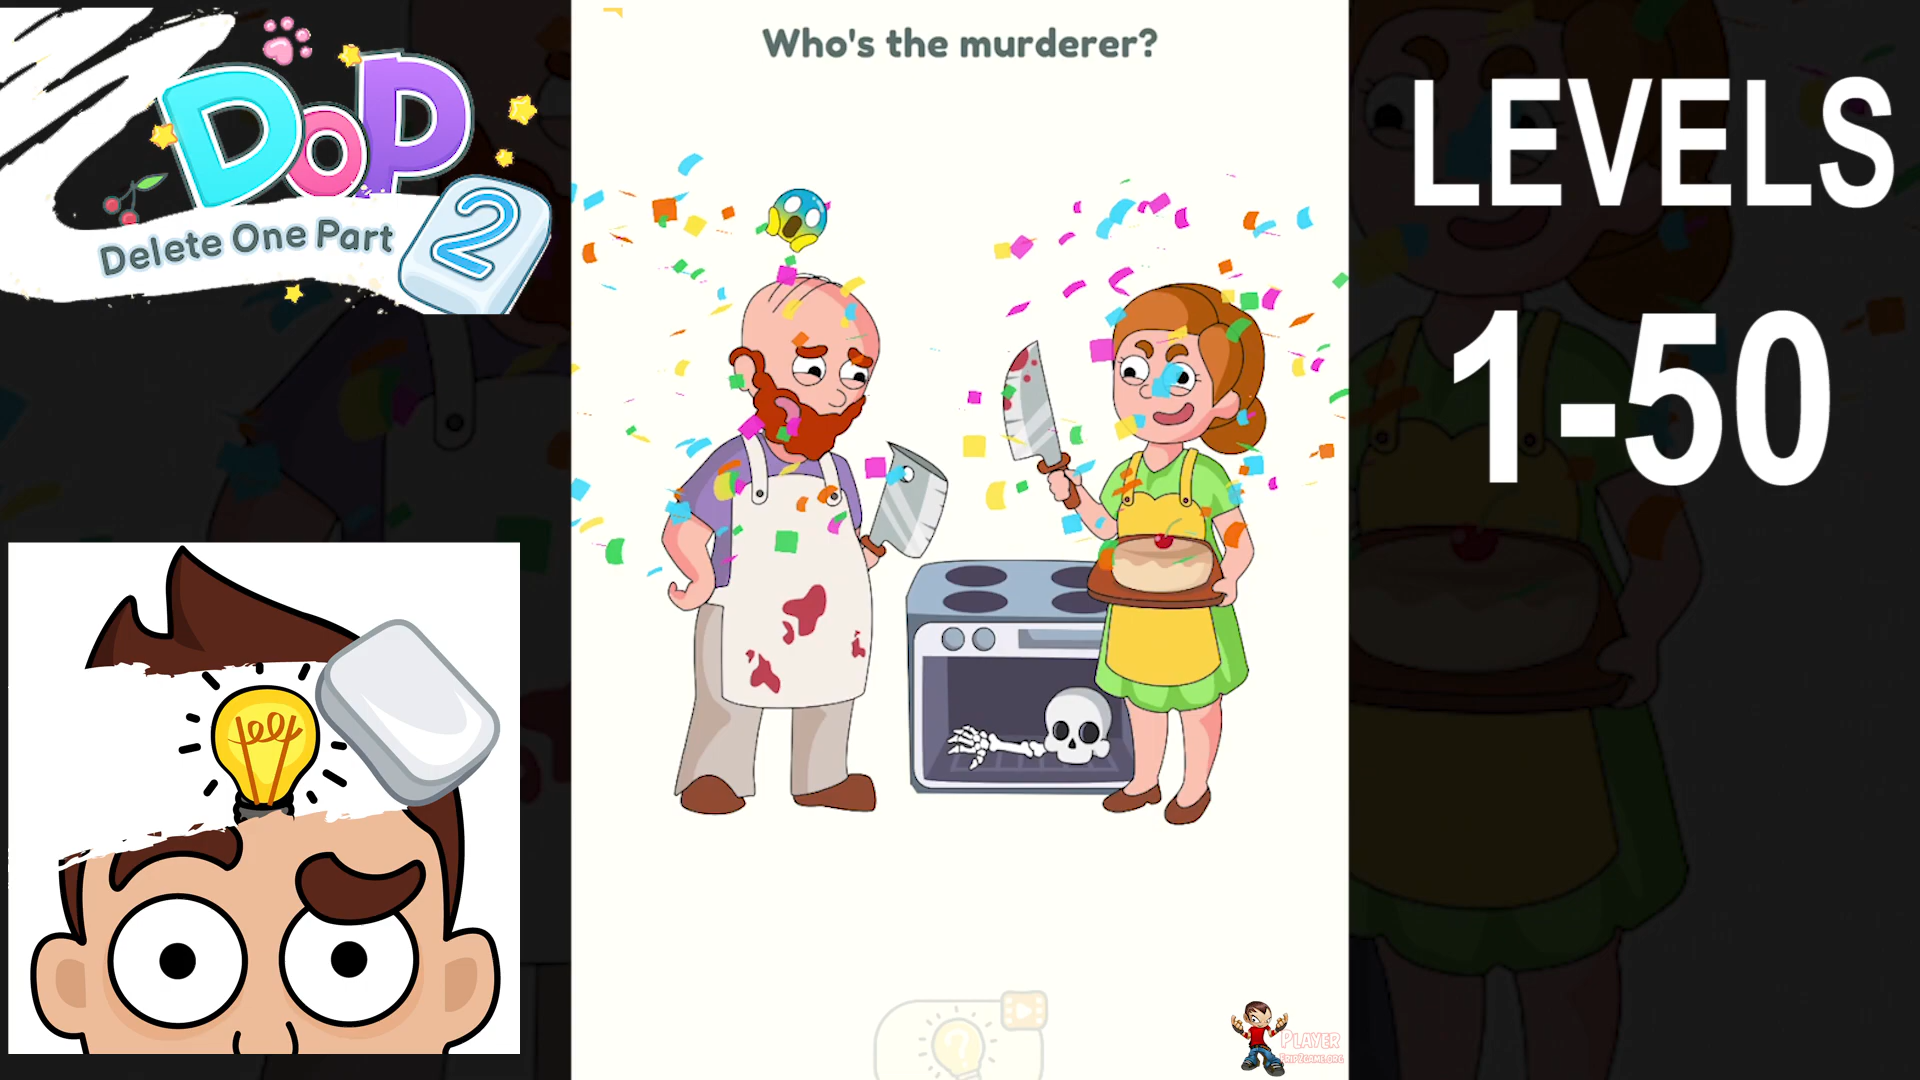 DOP
2
Delete One Part
Who's the murderer?
LEVELS
1-50
?
PLAYER